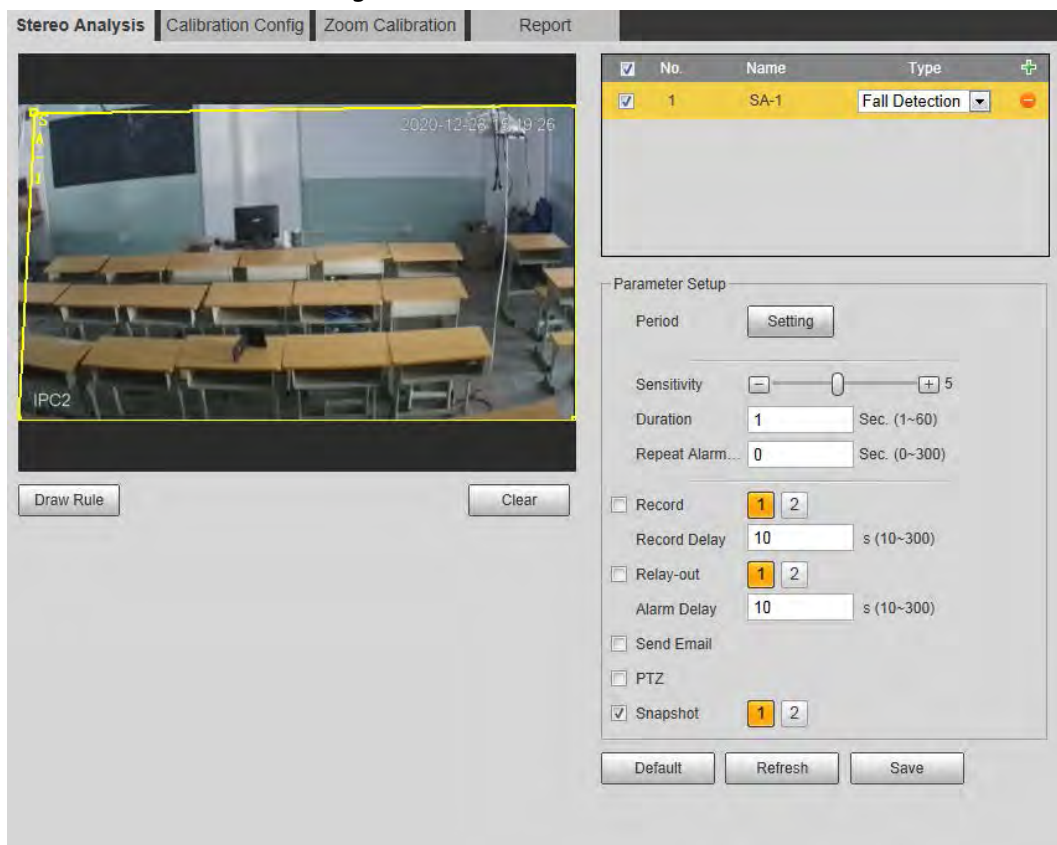 Stereo Analysis Calibration Config Zoom Calibration Report
No. Name Type
1 SA-1 Fall Detection
SA-1
IPC2
Draw Rule Clear
Parameter Setup
Period Setting
Sensitivity 5
Duration 1 Sec. (1~60)
Repeat Alarm... 0 Sec. (0~300)
Record 1 2
Record Delay 10 s (10~300)
Relay-out 1 2
Alarm Delay 10 s (10~300)
Send Email
PTZ
Snapshot 1 2
Default Refresh Save